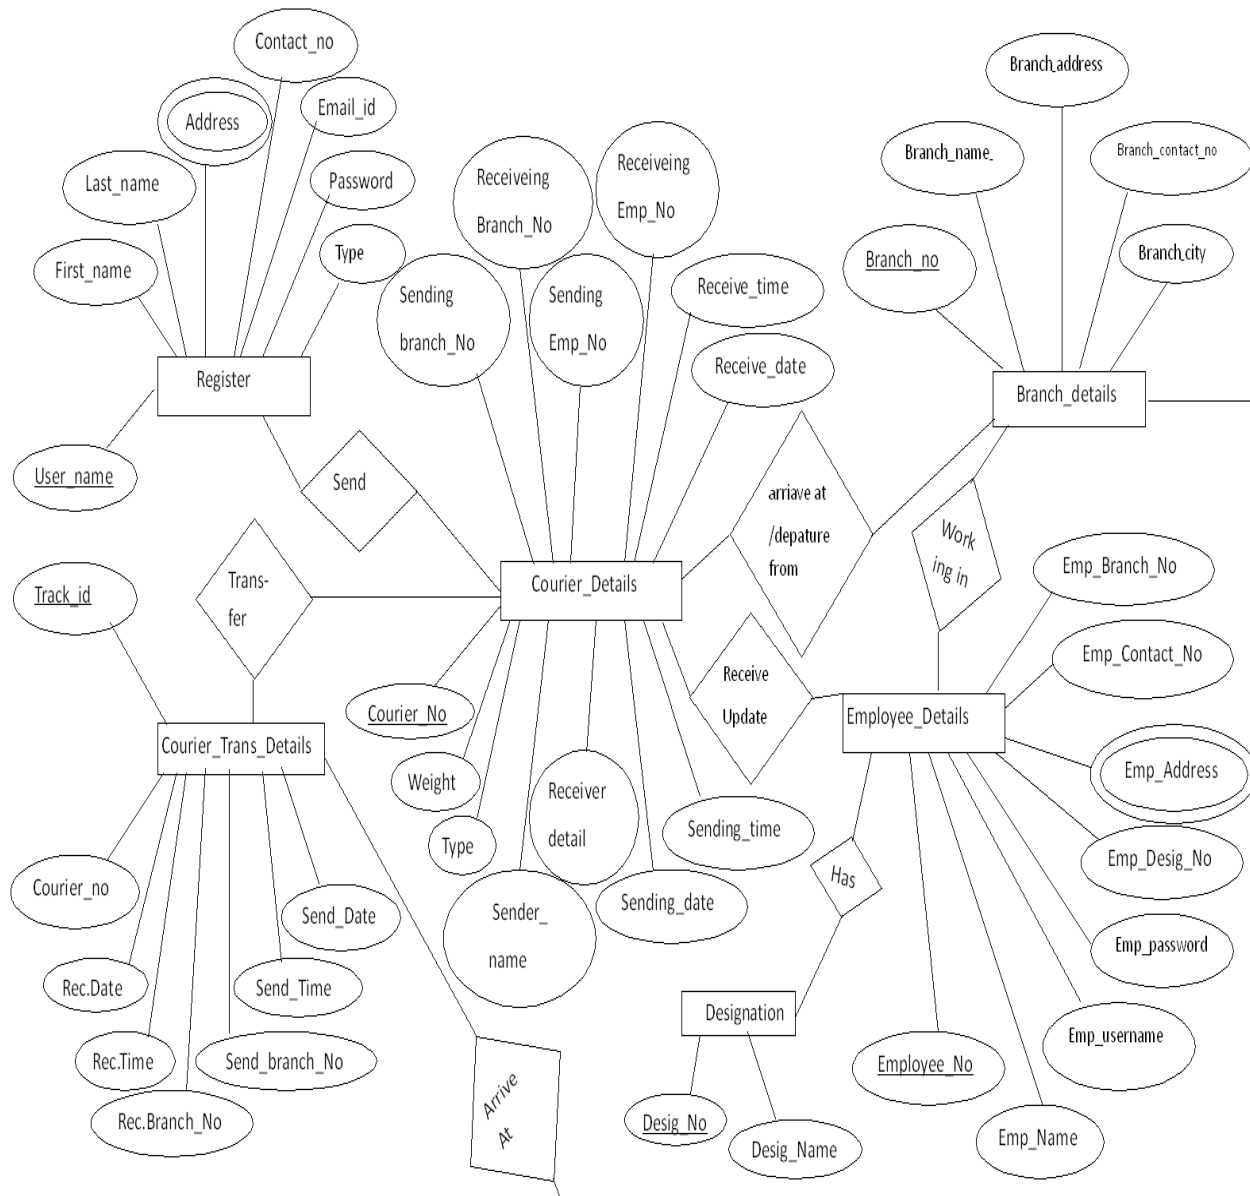 Contact_no
Address
Email_id
Last_name
Password
First_name
Type
Register
User_name
Receiveing
Branch_No
Receiveing
Emp_No
Sending
branch_No
Sending
Emp_No
Receive_time
Receive_date
Branch_address
Branch_name_
Branch_contact_no
Branch_no
Branch_city
Branch_details
Send
arriave at
/depature
from
Work
ing in
Track_id
Trans-
fer
Courier_Details
Emp_Branch_No
Emp_Contact_No
Receive
Update
Employee_Details
Courier_No
Courier_Trans_Details
Emp_Address
Weight
Receiver
detail
Type
Sending_time
Emp_Desig_No
Has
Courier_no
Send_Date
Sender_
name
Sending_date
Emp_password
Rec.Date
Send_Time
Designation
Emp_username
Rec.Time
Send_branch_No
Employee_No
Arrive
At
Rec.Branch_No
Desig_No
Desig_Name
Emp_Name